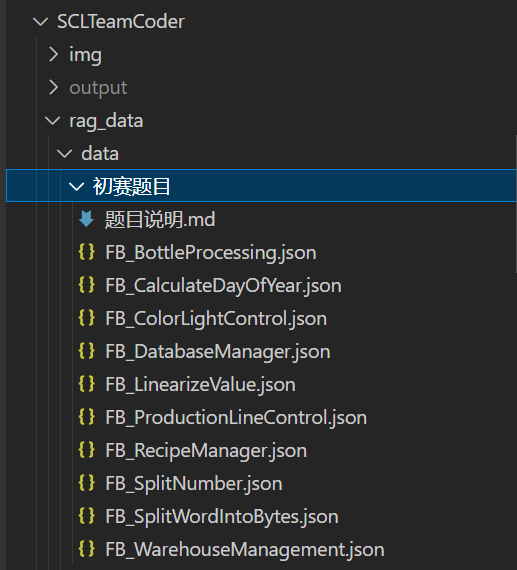 SCLTeamCoder
img
output
rag_data
data
初赛题目
题目说明.md
{} FB_BottleProcessing.json
{} FB_CalculateDayOfYear.json
{} FB_ColorLightControl.json
{} FB_DatabaseManager.json
{} FB_LinearizeValue.json
{} FB_ProductionLineControl.json
{} FB_RecipeManager.json
{} FB_SplitNumber.json
{} FB_SplitWordIntoBytes.json
{} FB_WarehouseManagement.json